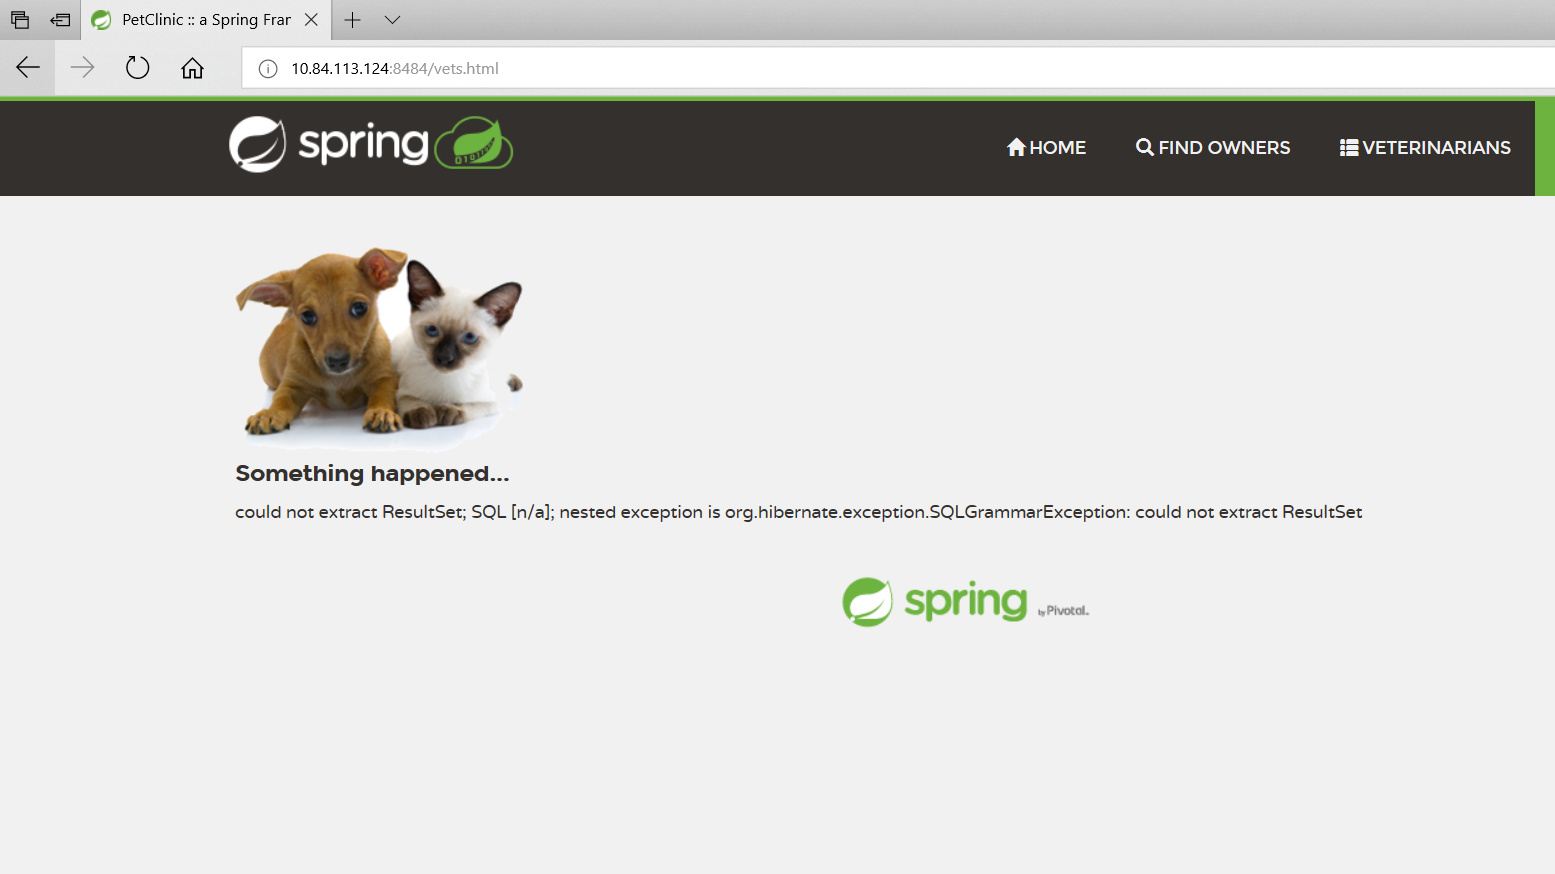 PetClinic :: a Spring Fran
10.84.113.124:8484/vets.html
spring
HOME
FIND OWNERS
VETERINARIANS
Something happened...
could not extract ResultSet; SQL [n/a]; nested exception is org.hibernate.exception.SQLGrammarException: could not extract ResultSet
spring by Pivotal.